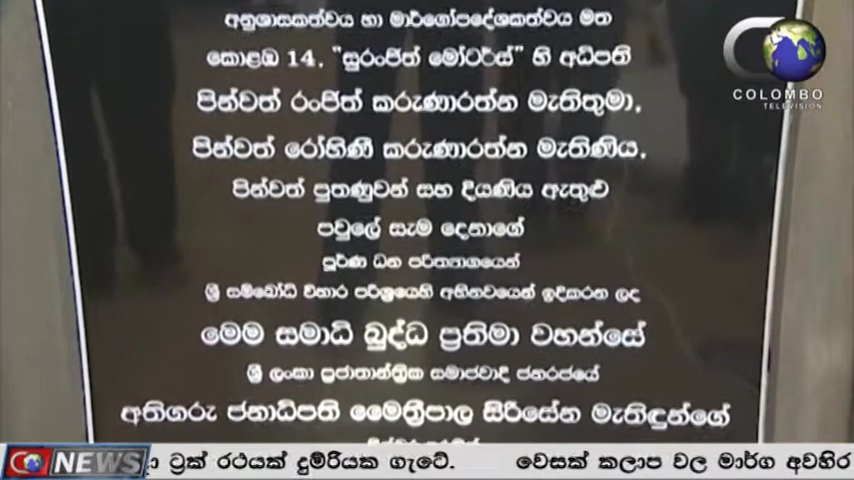 අනුශාසකත්වය හා මාර්ගෝපදේශකත්වය මත
කොළඹ 14, "සුරංජිත් මෝටර්ස්" හි අධිපති
පින්වත් රංජිත් කරුණාරත්න මැතිතුමා,
පින්වත් රෝහිණී කරුණාරත්න මැතිණිය,
පින්වත් පුතණුවන් සහ දියණිය ඇතුළු
පවුලේ සැම දෙනාගේ
පූර්ණ ධන පරිත්‍යාගයෙන්
ශ්‍රී සම්බෝධි විහාර පරිශ්‍රයෙහි අභිනවයෙන් ඉදිකරන ලද
මෙම සමාධි බුද්ධ ප්‍රතිමා වහන්සේ
ශ්‍රී ලංකා ප්‍රජාතාන්ත්‍රික සමාජවාදී ජනරජයේ
අතිගරු ජනාධිපති මෛත්‍රීපාල සිරිසේන මැතිඳුන්ගේ
COLOMBO
TELEVISION
NEWS ට්‍රක් රථයක් දුම්රියක ගැටේ. වෙසක් කලාප වල මාර්ග අවහිර